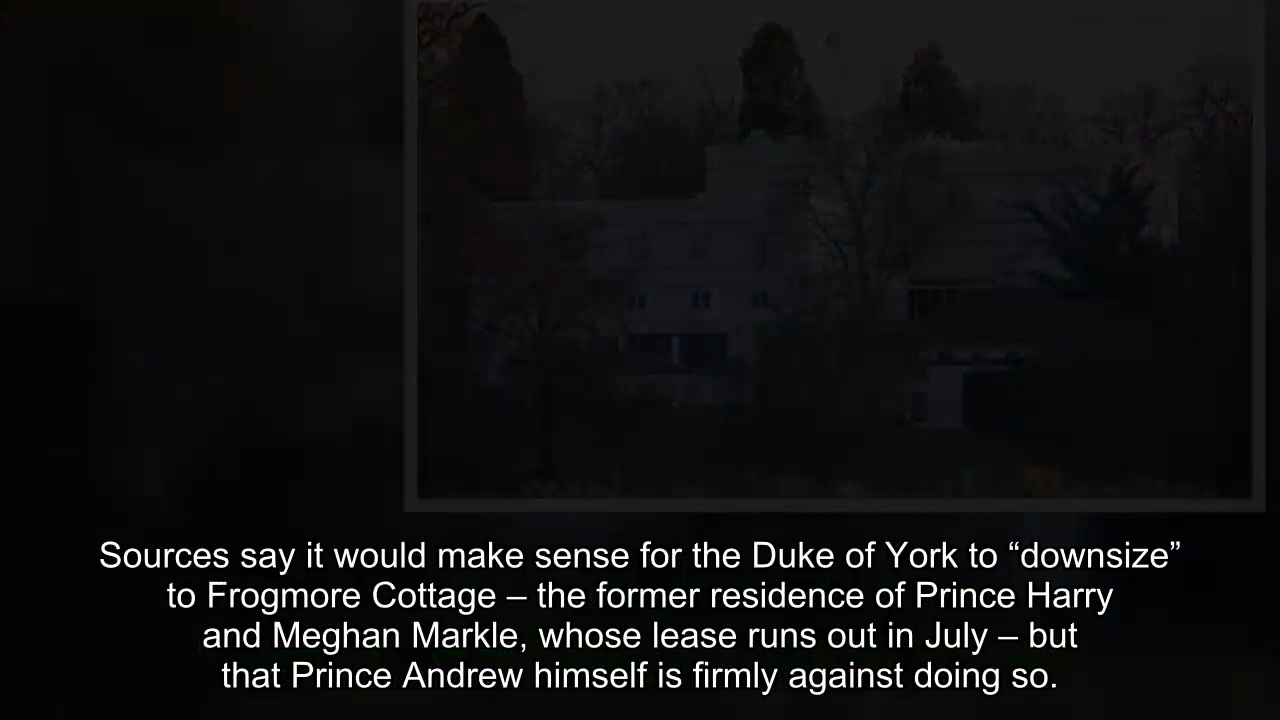 Sources say it would make sense for the Duke of York to “downsize”
to Frogmore Cottage – the former residence of Prince Harry
and Meghan Markle, whose lease runs out in July – but
that Prince Andrew himself is firmly against doing so.